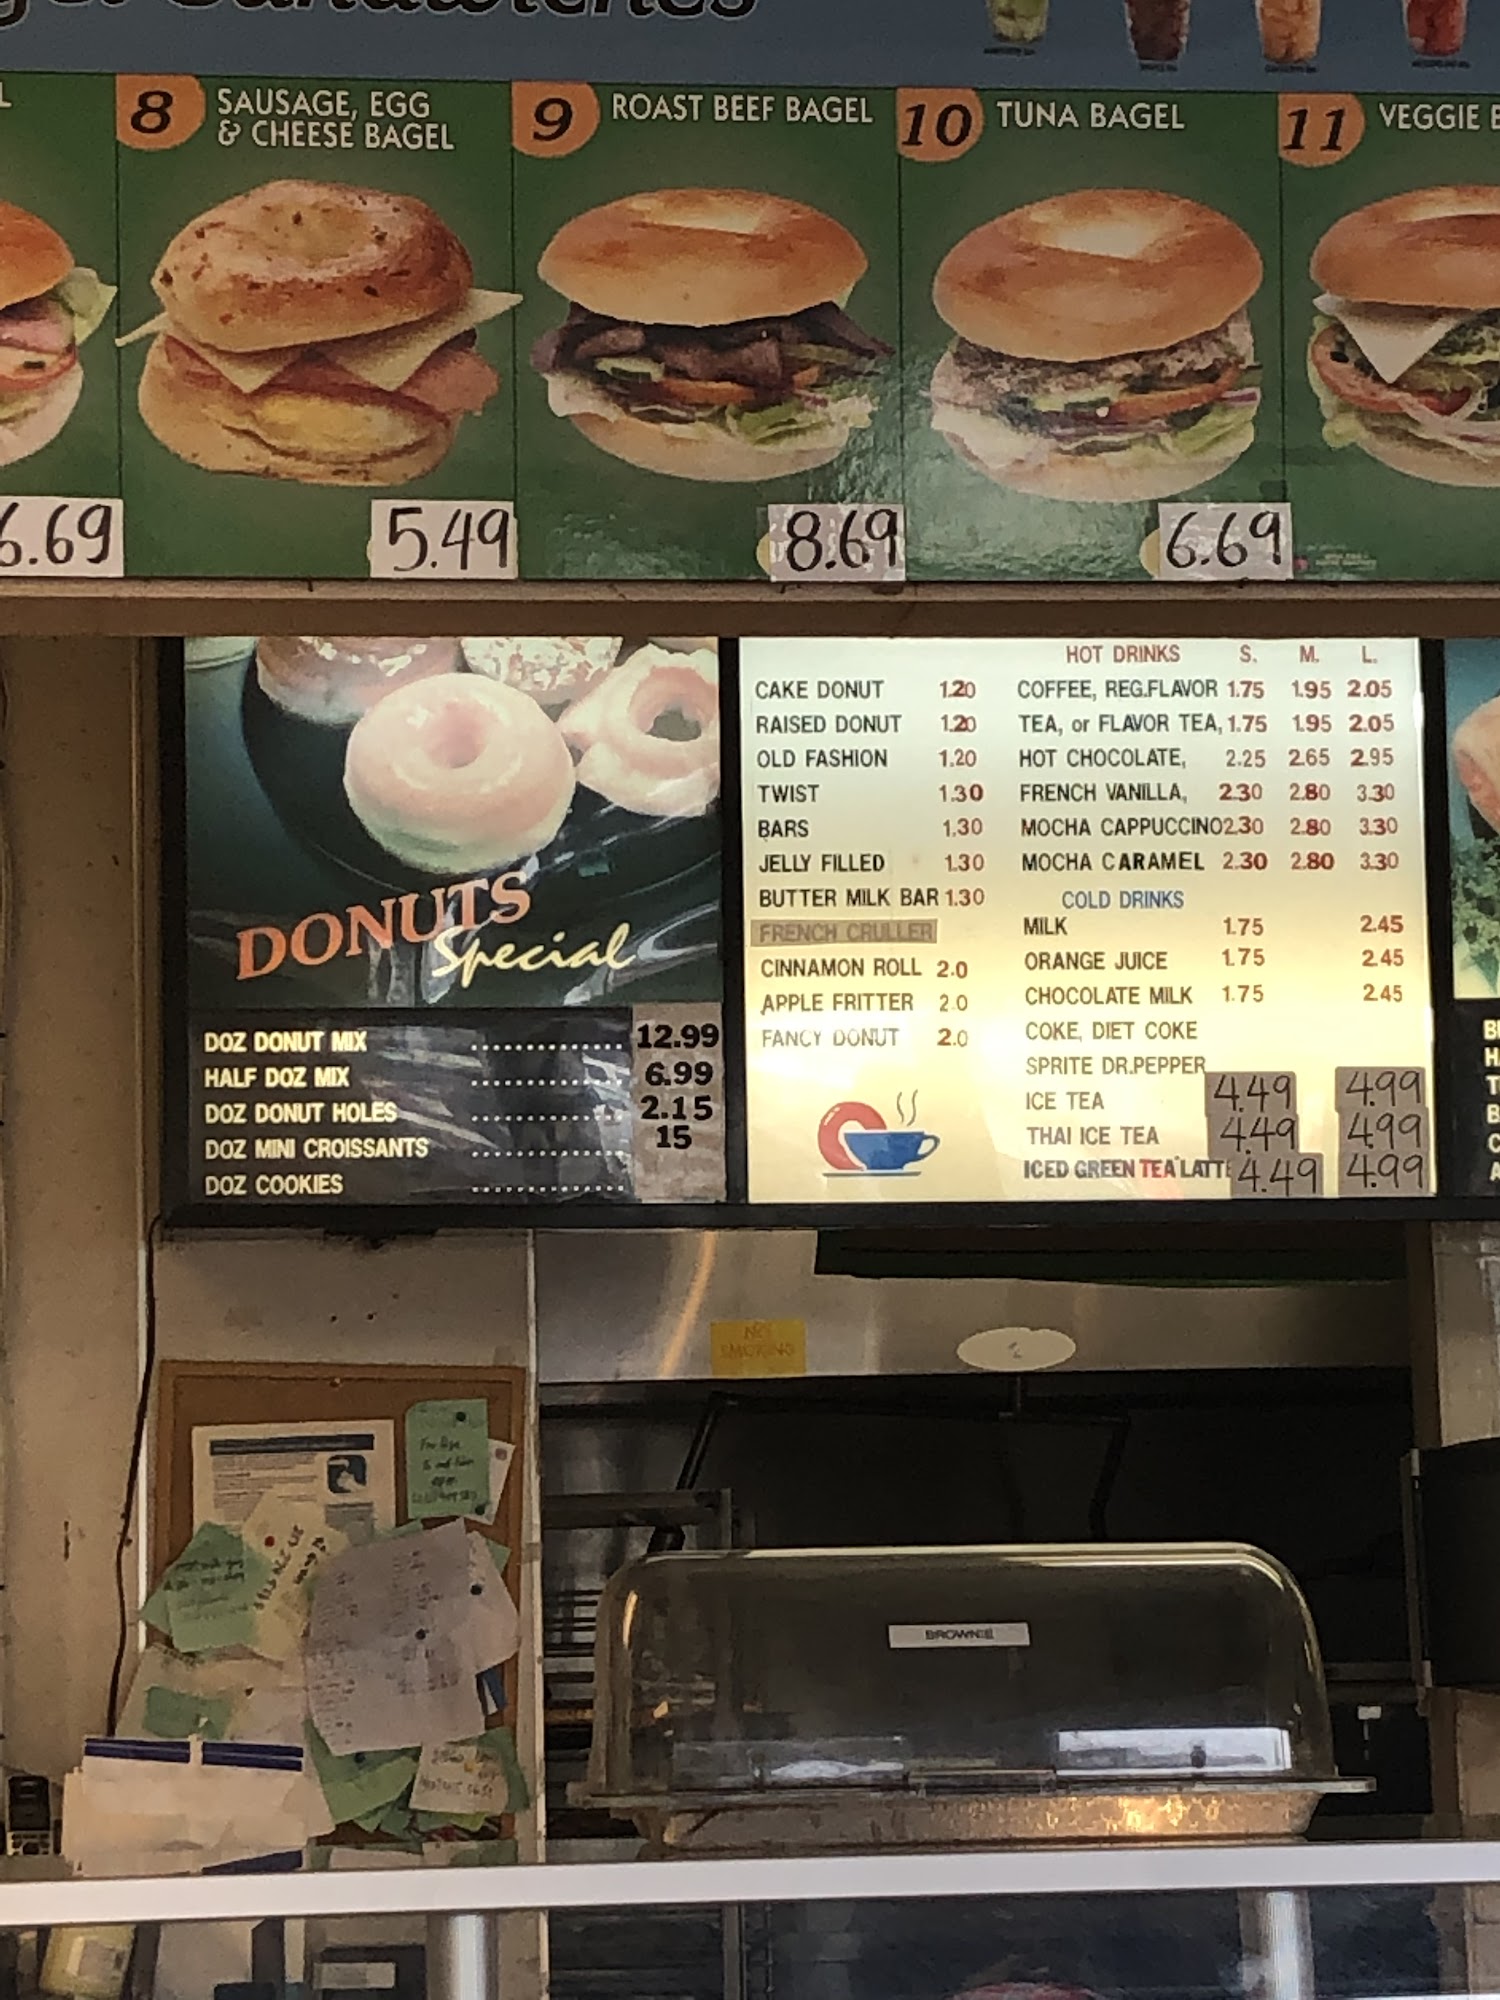 Sandwiches
8 SAUSAGE, EGG
& CHEESE BAGEL
9 ROAST BEEF BAGEL
10 TUNA BAGEL
11 VEGGIE
6.69
5.49
8.69
6.69
DONUTS
Special
DOZ DONUT MIX .................... 12.99
HALF DOZ MIX .................... 6.99
DOZ DONUT HOLES .................... 2.15
DOZ MINI CROISSANTS .................... 15
DOZ COOKIES ....................
CAKE DONUT 1.20
RAISED DONUT 1.20
OLD FASHION 1.20
TWIST 1.30
BARS 1.30
JELLY FILLED 1.30
BUTTER MILK BAR 1.30
FRENCH CRULLER
CINNAMON ROLL 2.0
APPLE FRITTER 2.0
FANCY DONUT 2.0
HOT DRINKS S. M. L.
COFFEE, REG.FLAVOR 1.75 1.95 2.05
TEA, or FLAVOR TEA, 1.75 1.95 2.05
HOT CHOCOLATE, 2.25 2.65 2.95
FRENCH VANILLA, 2.30 2.80 3.30
MOCHA CAPPUCCINO 2.30 2.80 3.30
MOCHA CARAMEL 2.30 2.80 3.30
COLD DRINKS
MILK 1.75 2.45
ORANGE JUICE 1.75 2.45
CHOCOLATE MILK 1.75 2.45
COKE, DIET COKE
SPRITE DR.PEPPER
ICE TEA 4.49 4.99
THAI ICE TEA 4.49 4.99
ICED GREEN TEA LATTE 4.49 4.99
NO
SMOKING
BROWNIE